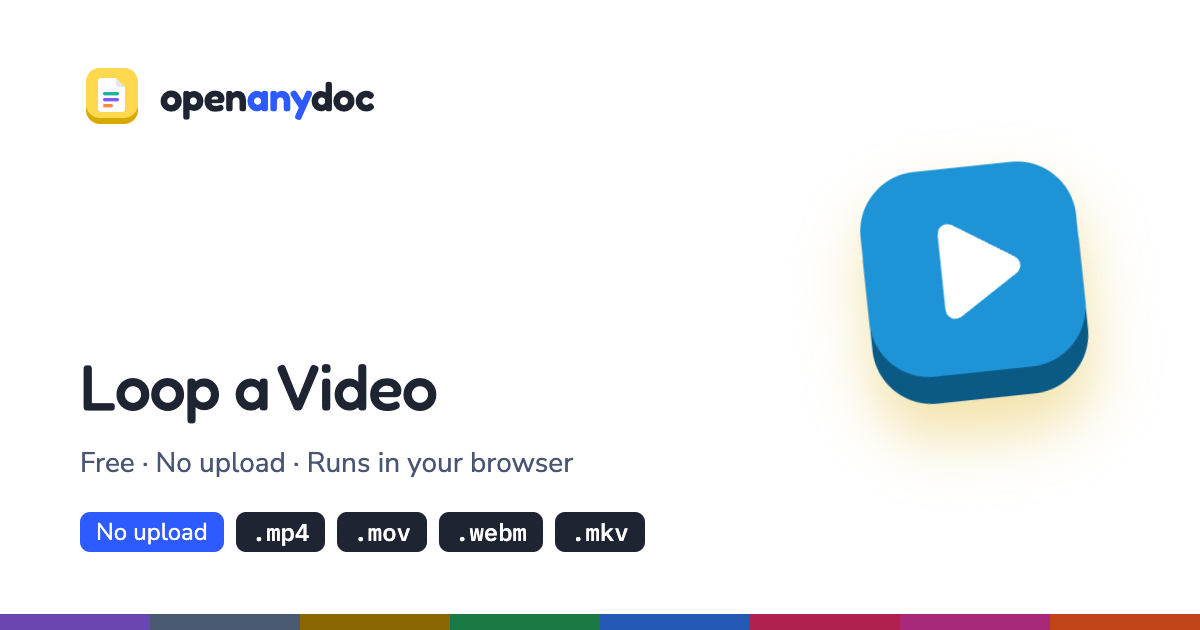 openanydoc
Loop a Video
Free · No upload · Runs in your browser
No upload .mp4 .mov .webm .mkv